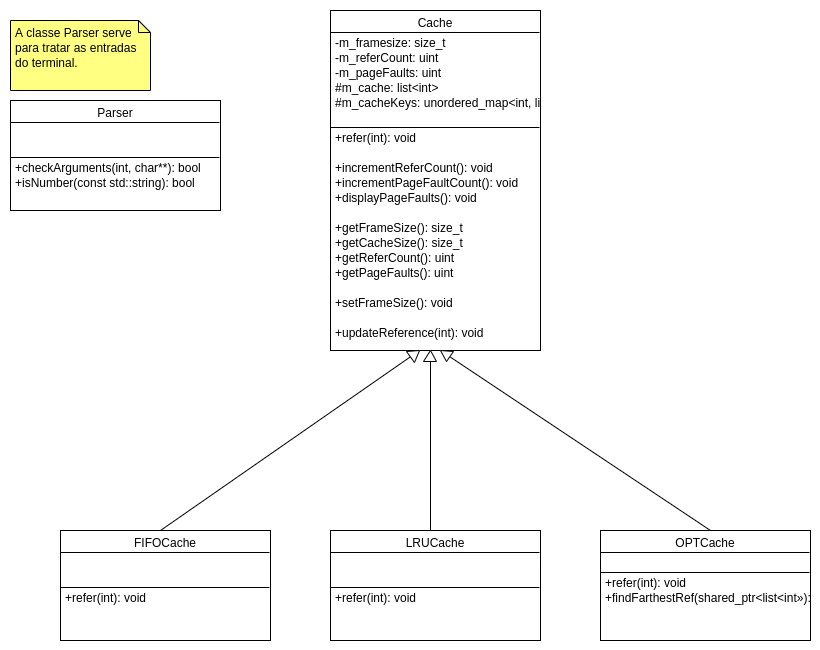 A classe Parser serve
para tratar as entradas
do terminal.
Parser
+checkArguments(int, char**): bool
+isNumber(const std::string): bool
Cache
-m_framesize: size_t
-m_referCount: uint
-m_pageFaults: uint
#m_cache: list<int>
#m_cacheKeys: unordered_map<int, li
+refer(int): void
+incrementReferCount(): void
+incrementPageFaultCount(): void
+displayPageFaults(): void
+getFrameSize(): size_t
+getCacheSize(): size_t
+getReferCount(): uint
+getPageFaults(): uint
+setFrameSize(): void
+updateReference(int): void
FIFOCache
+refer(int): void
LRUCache
+refer(int): void
OPTCache
+refer(int): void
+findFarthestRef(shared_ptr<list<int»):